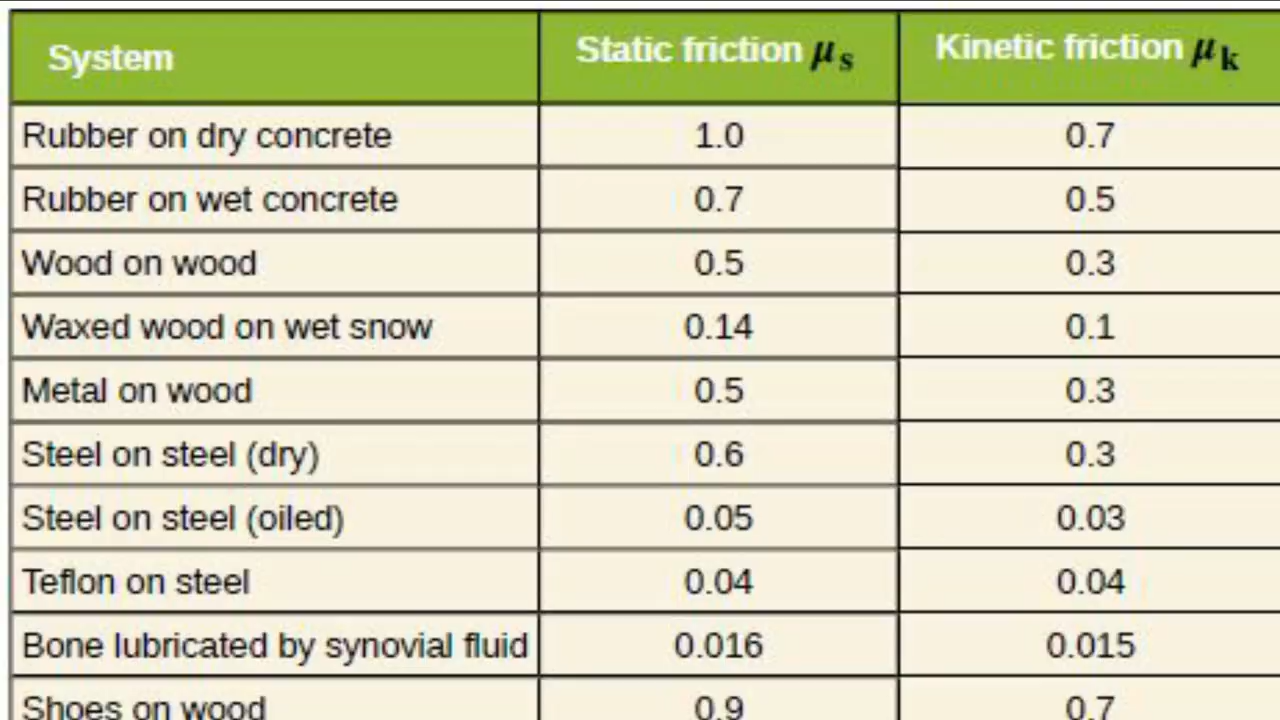 System Static friction μs Kinetic friction μk
Rubber on dry concrete 1.0 0.7
Rubber on wet concrete 0.7 0.5
Wood on wood 0.5 0.3
Waxed wood on wet snow 0.14 0.1
Metal on wood 0.5 0.3
Steel on steel (dry) 0.6 0.3
Steel on steel (oiled) 0.05 0.03
Teflon on steel 0.04 0.04
Bone lubricated by synovial fluid 0.016 0.015
Shoes on wood 0.9 0.7